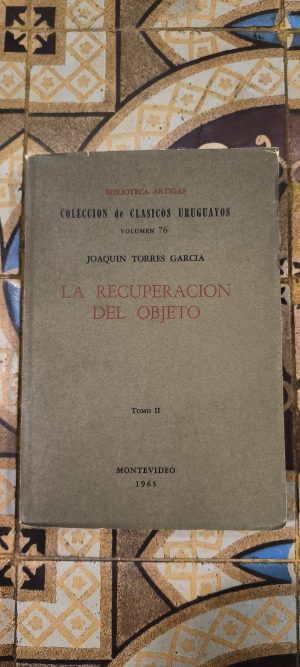 BIBLIOTECA ARTIGAS
COLECCION de CLASICOS URUGUAYOS
VOLUMEN 76
JOAQUIN TORRES GARCIA
LA RECUPERACION
DEL OBJETO
TOMO II
MONTEVIDEO
1965